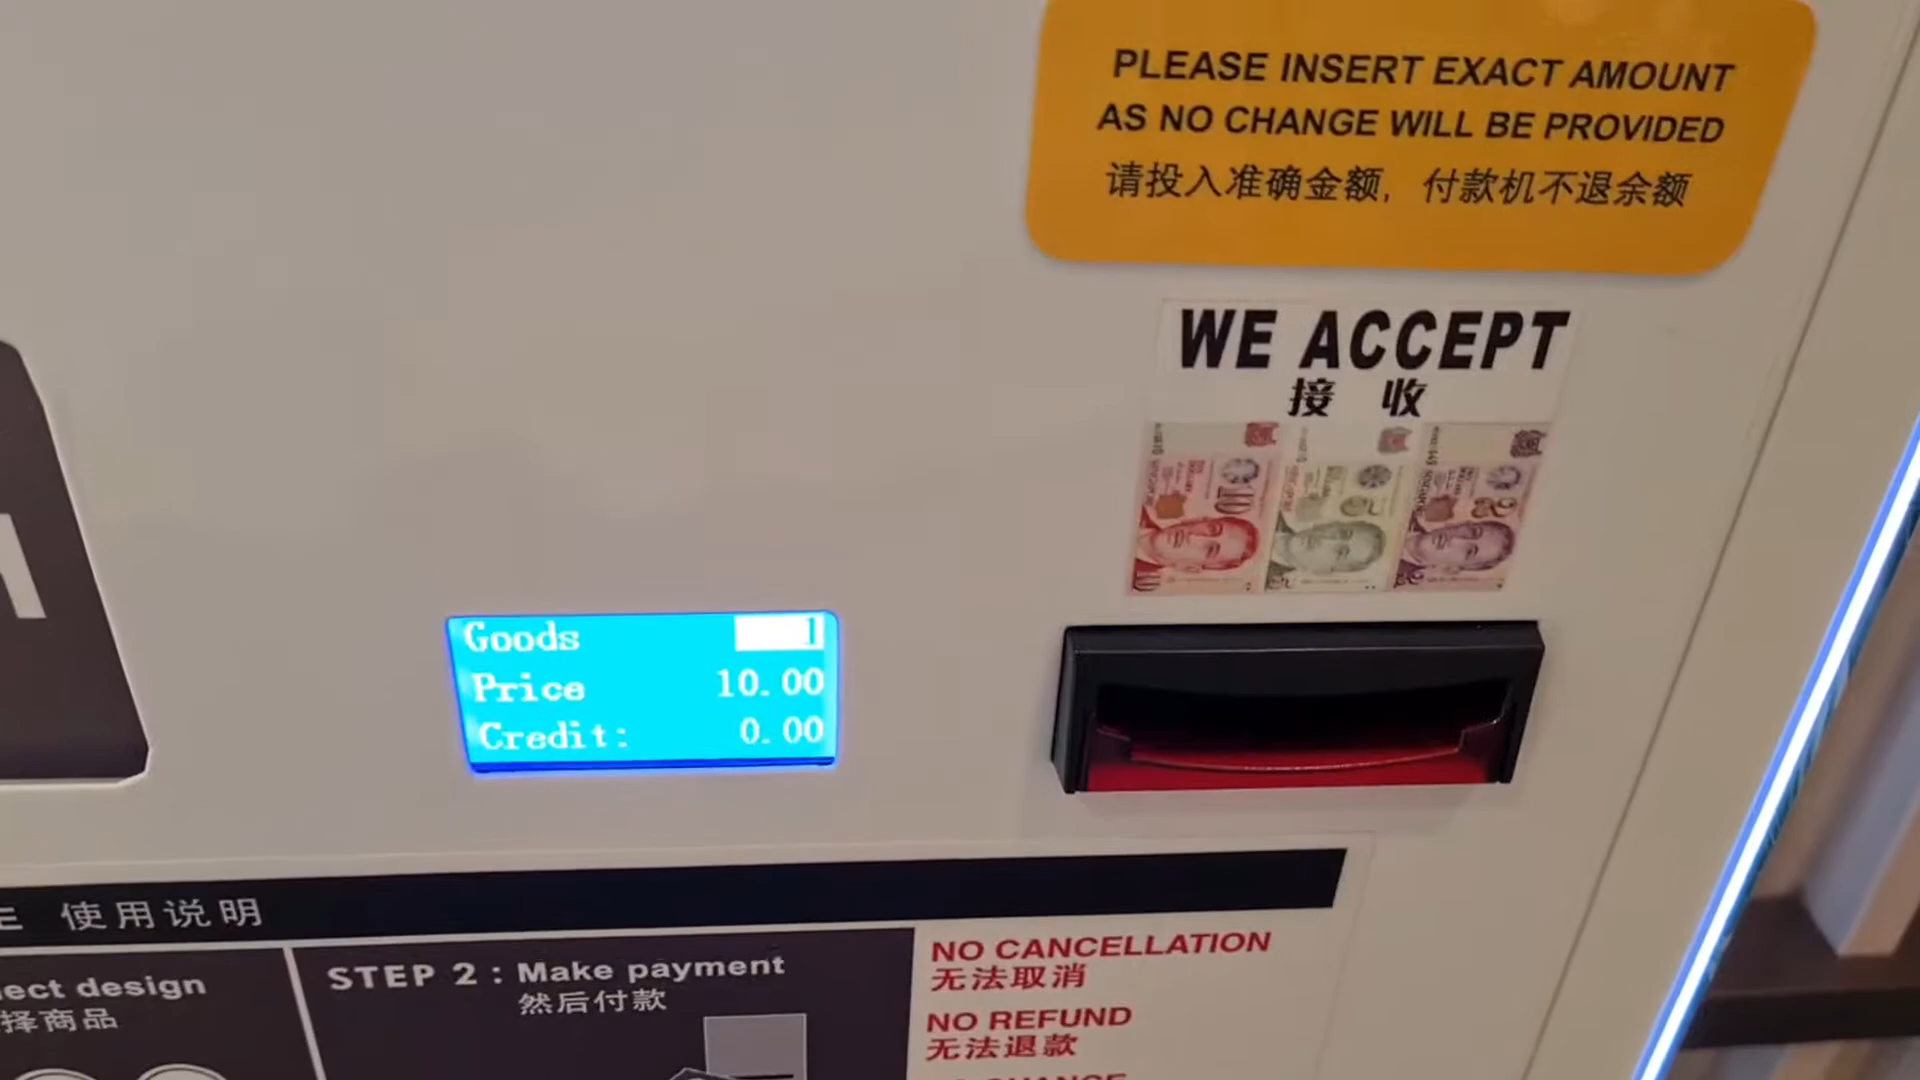 PLEASE INSERT EXACT AMOUNT
AS NO CHANGE WILL BE PROVIDED
请投入准确金额，付款机不退余额
WE ACCEPT
接 收
10
5
2
Goods 1
Price 10.00
Credit: 0.00
使用说明
design
择商品
STEP 2 : Make payment
然后付款
NO CANCELLATION
无法取消
NO REFUND
无法退款